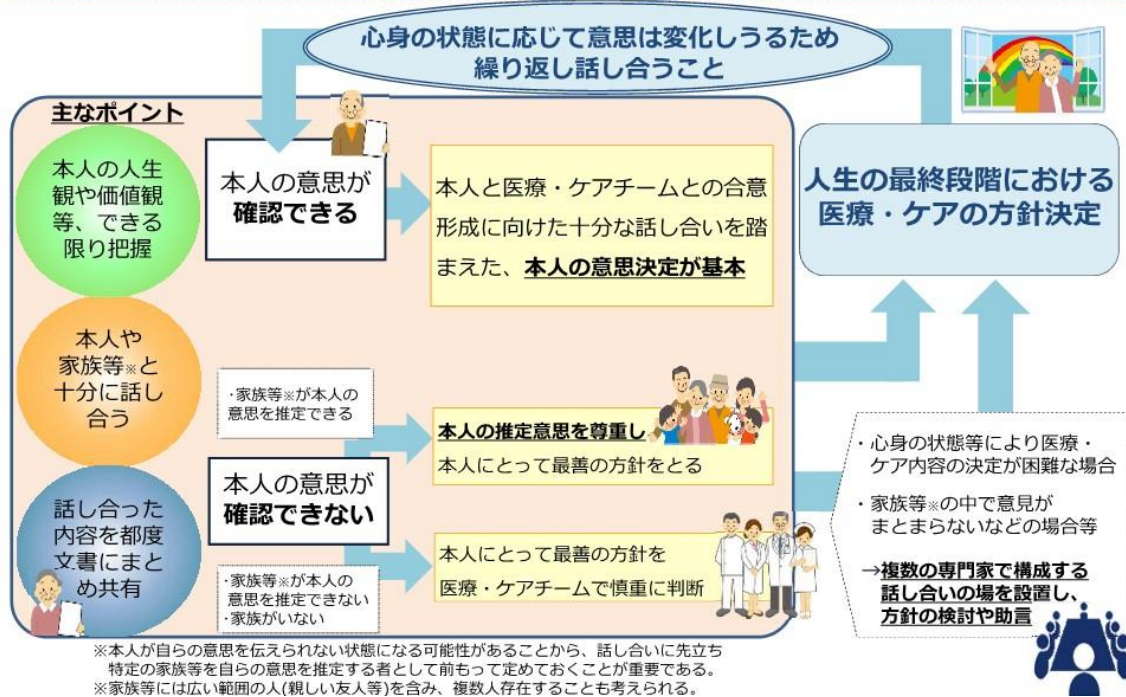 心身の状態に応じて意思は変化しうるため
繰り返し話し合うこと
主なポイント
本人の人生
観や価値観
等、できる
限り把握
本人や
家族等※と
十分に話し
合う
話し合った
内容を都度
文書にまと
め共有
本人の意思が
確認できる
本人と医療・ケアチームとの合意
形成に向けた十分な話し合いを踏
まえた、本人の意思決定が基本
人生の最終段階における
医療・ケアの方針決定
・家族等※が本人の
意思を推定できる
本人の推定意思を尊重し
本人にとって最善の方針をとる
本人の意思が
確認できない
・家族等※が本人の
意思を推定できない
・家族がいない
本人にとって最善の方針を
医療・ケアチームで慎重に判断
・心身の状態等により医療・
ケア内容の決定が困難な場合
・家族等※の中で意見が
まとまらないなどの場合等
→複数の専門家で構成する
話し合いの場を設置し、
方針の検討や助言
※本人が自らの意思を伝えられない状態になる可能性があることから、話し合いに先立ち
特定の家族等を自らの意思を推定する者として前もって定めておくことが重要である。
※家族等には広い範囲の人(親しい友人等)を含み、複数人存在することも考えられる。